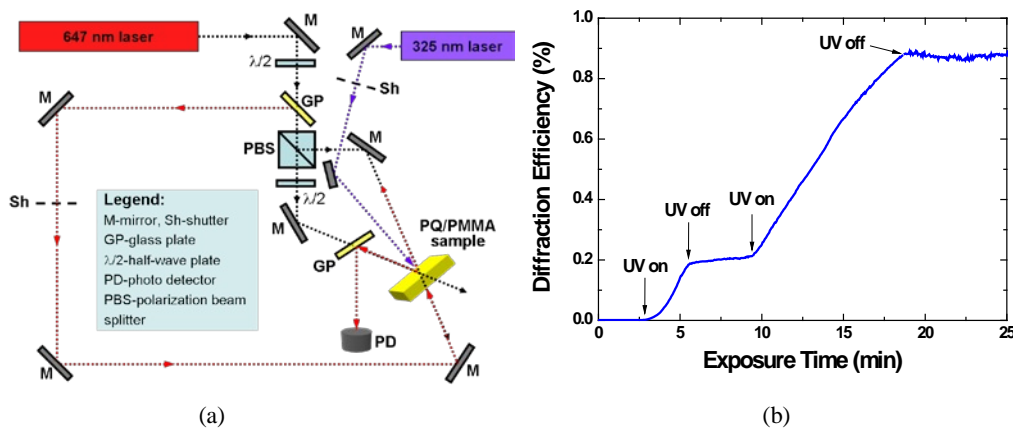 647 nm laser
M
M
325 nm laser
λ/2
Sh
M
GP
PBS
M
λ/2
Sh
Legend:
M-mirror, Sh-shutter
GP-glass plate
λ/2-half-wave plate
PD-photo detector
PBS-polarization beam
splitter
M
GP
PQ/PMMA
sample
PD
M
M
(a)
Diffraction Efficiency (%)
1.0
0.8
0.6
0.4
0.2
0.0
UV on
UV off
UV on
UV off
0
5
10
15
20
25
Exposure Time (min)
(b)